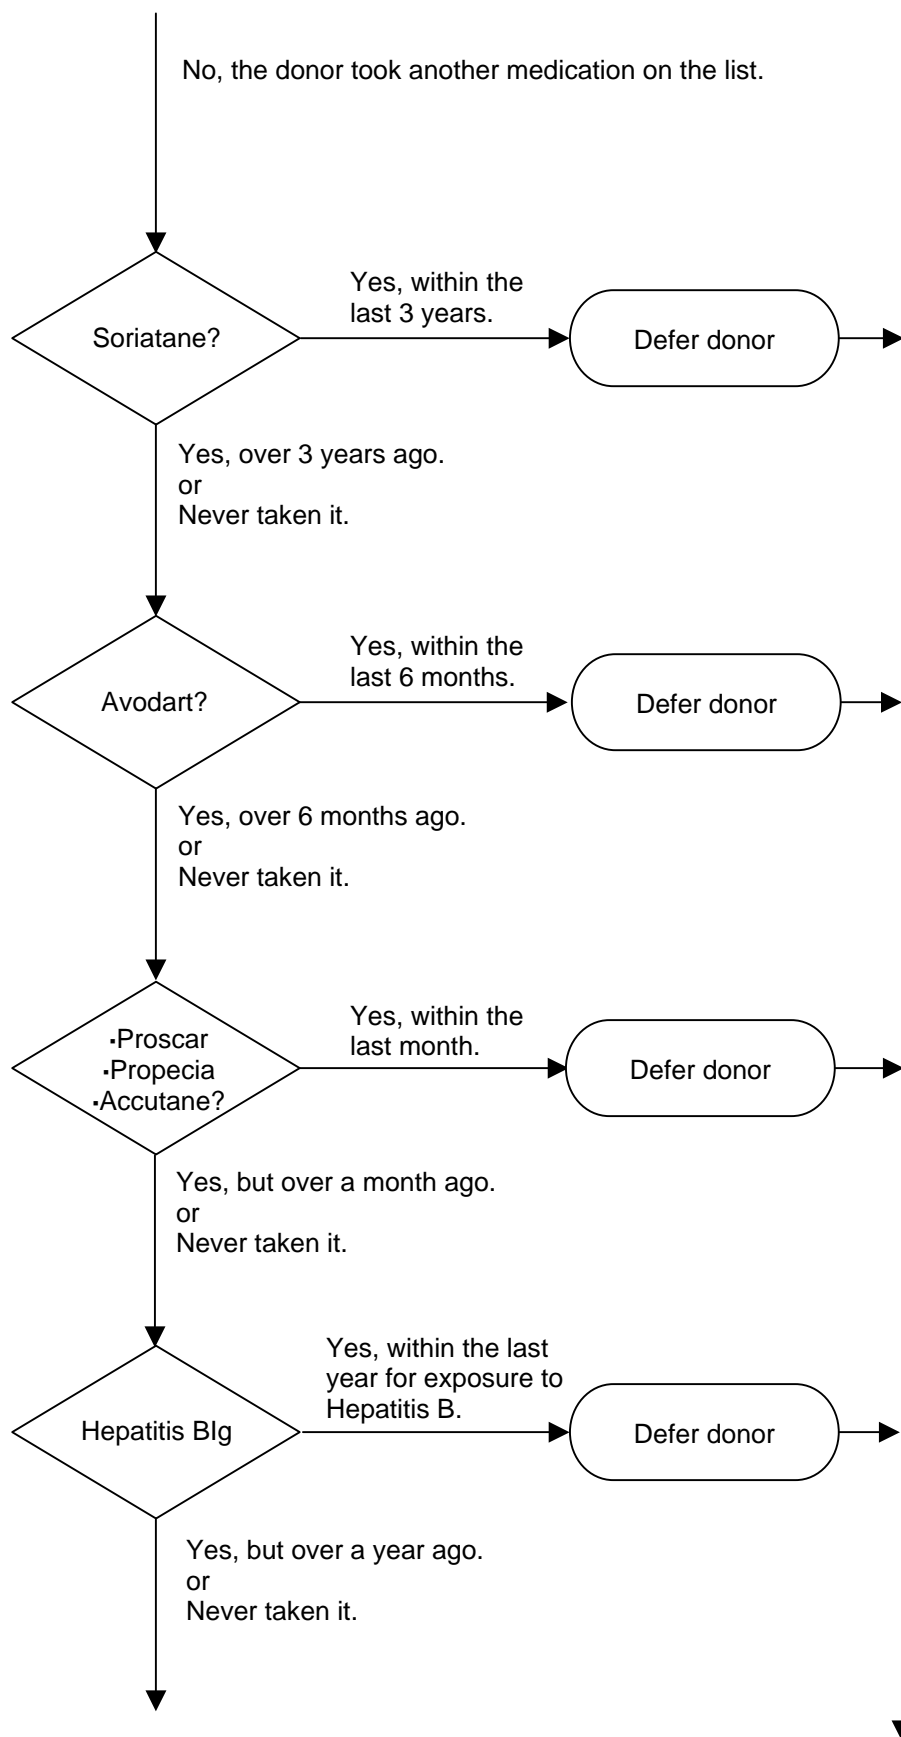 No, the donor took another medication on the list.
Yes, within the
last 3 years.
Soriatane?
Defer donor
Yes, over 3 years ago.
or
Never taken it.
Yes, within the
last 6 months.
Avodart?
Defer donor
Yes, over 6 months ago.
or
Never taken it.
Yes, within the
last month.
▪Proscar
▪Propecia
▪Accutane?
Defer donor
Yes, but over a month ago.
or
Never taken it.
Yes, within the last
year for exposure to
Hepatitis B.
Hepatitis BIg
Defer donor
Yes, but over a year ago.
or
Never taken it.